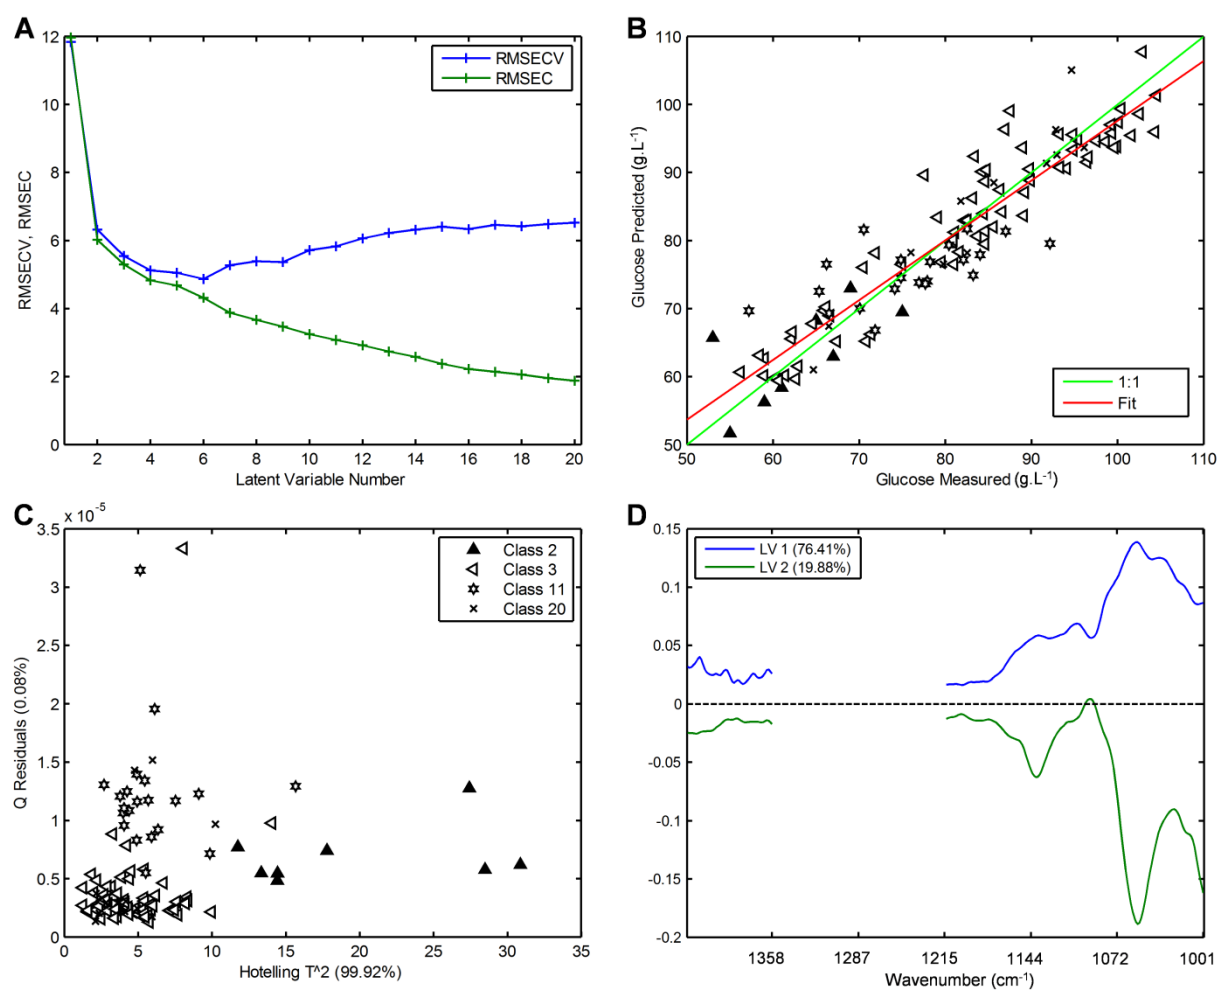 A
12
10
8
6
4
2
0
RMSECV, RMSEC
RMSECV
RMSEC
2 4 6 8 10 12 14 16 18 20
Latent Variable Number
B
110
100
90
80
70
60
50
Glucose Predicted (g.L-1)
1:1
Fit
50 60 70 80 90 100 110
Glucose Measured (g.L-1)
C
x 10-5
3.5
3
2.5
2
1.5
1
0.5
0
Q Residuals (0.08%)
Class 2
Class 3
Class 11
Class 20
0 5 10 15 20 25 30 35
Hotelling T^2 (99.92%)
D
0.15
0.1
0.05
0
-0.05
-0.1
-0.15
-0.2
LV 1 (76.41%)
LV 2 (19.88%)
1358 1287 1215 1144 1072 1001
Wavenumber (cm-1)